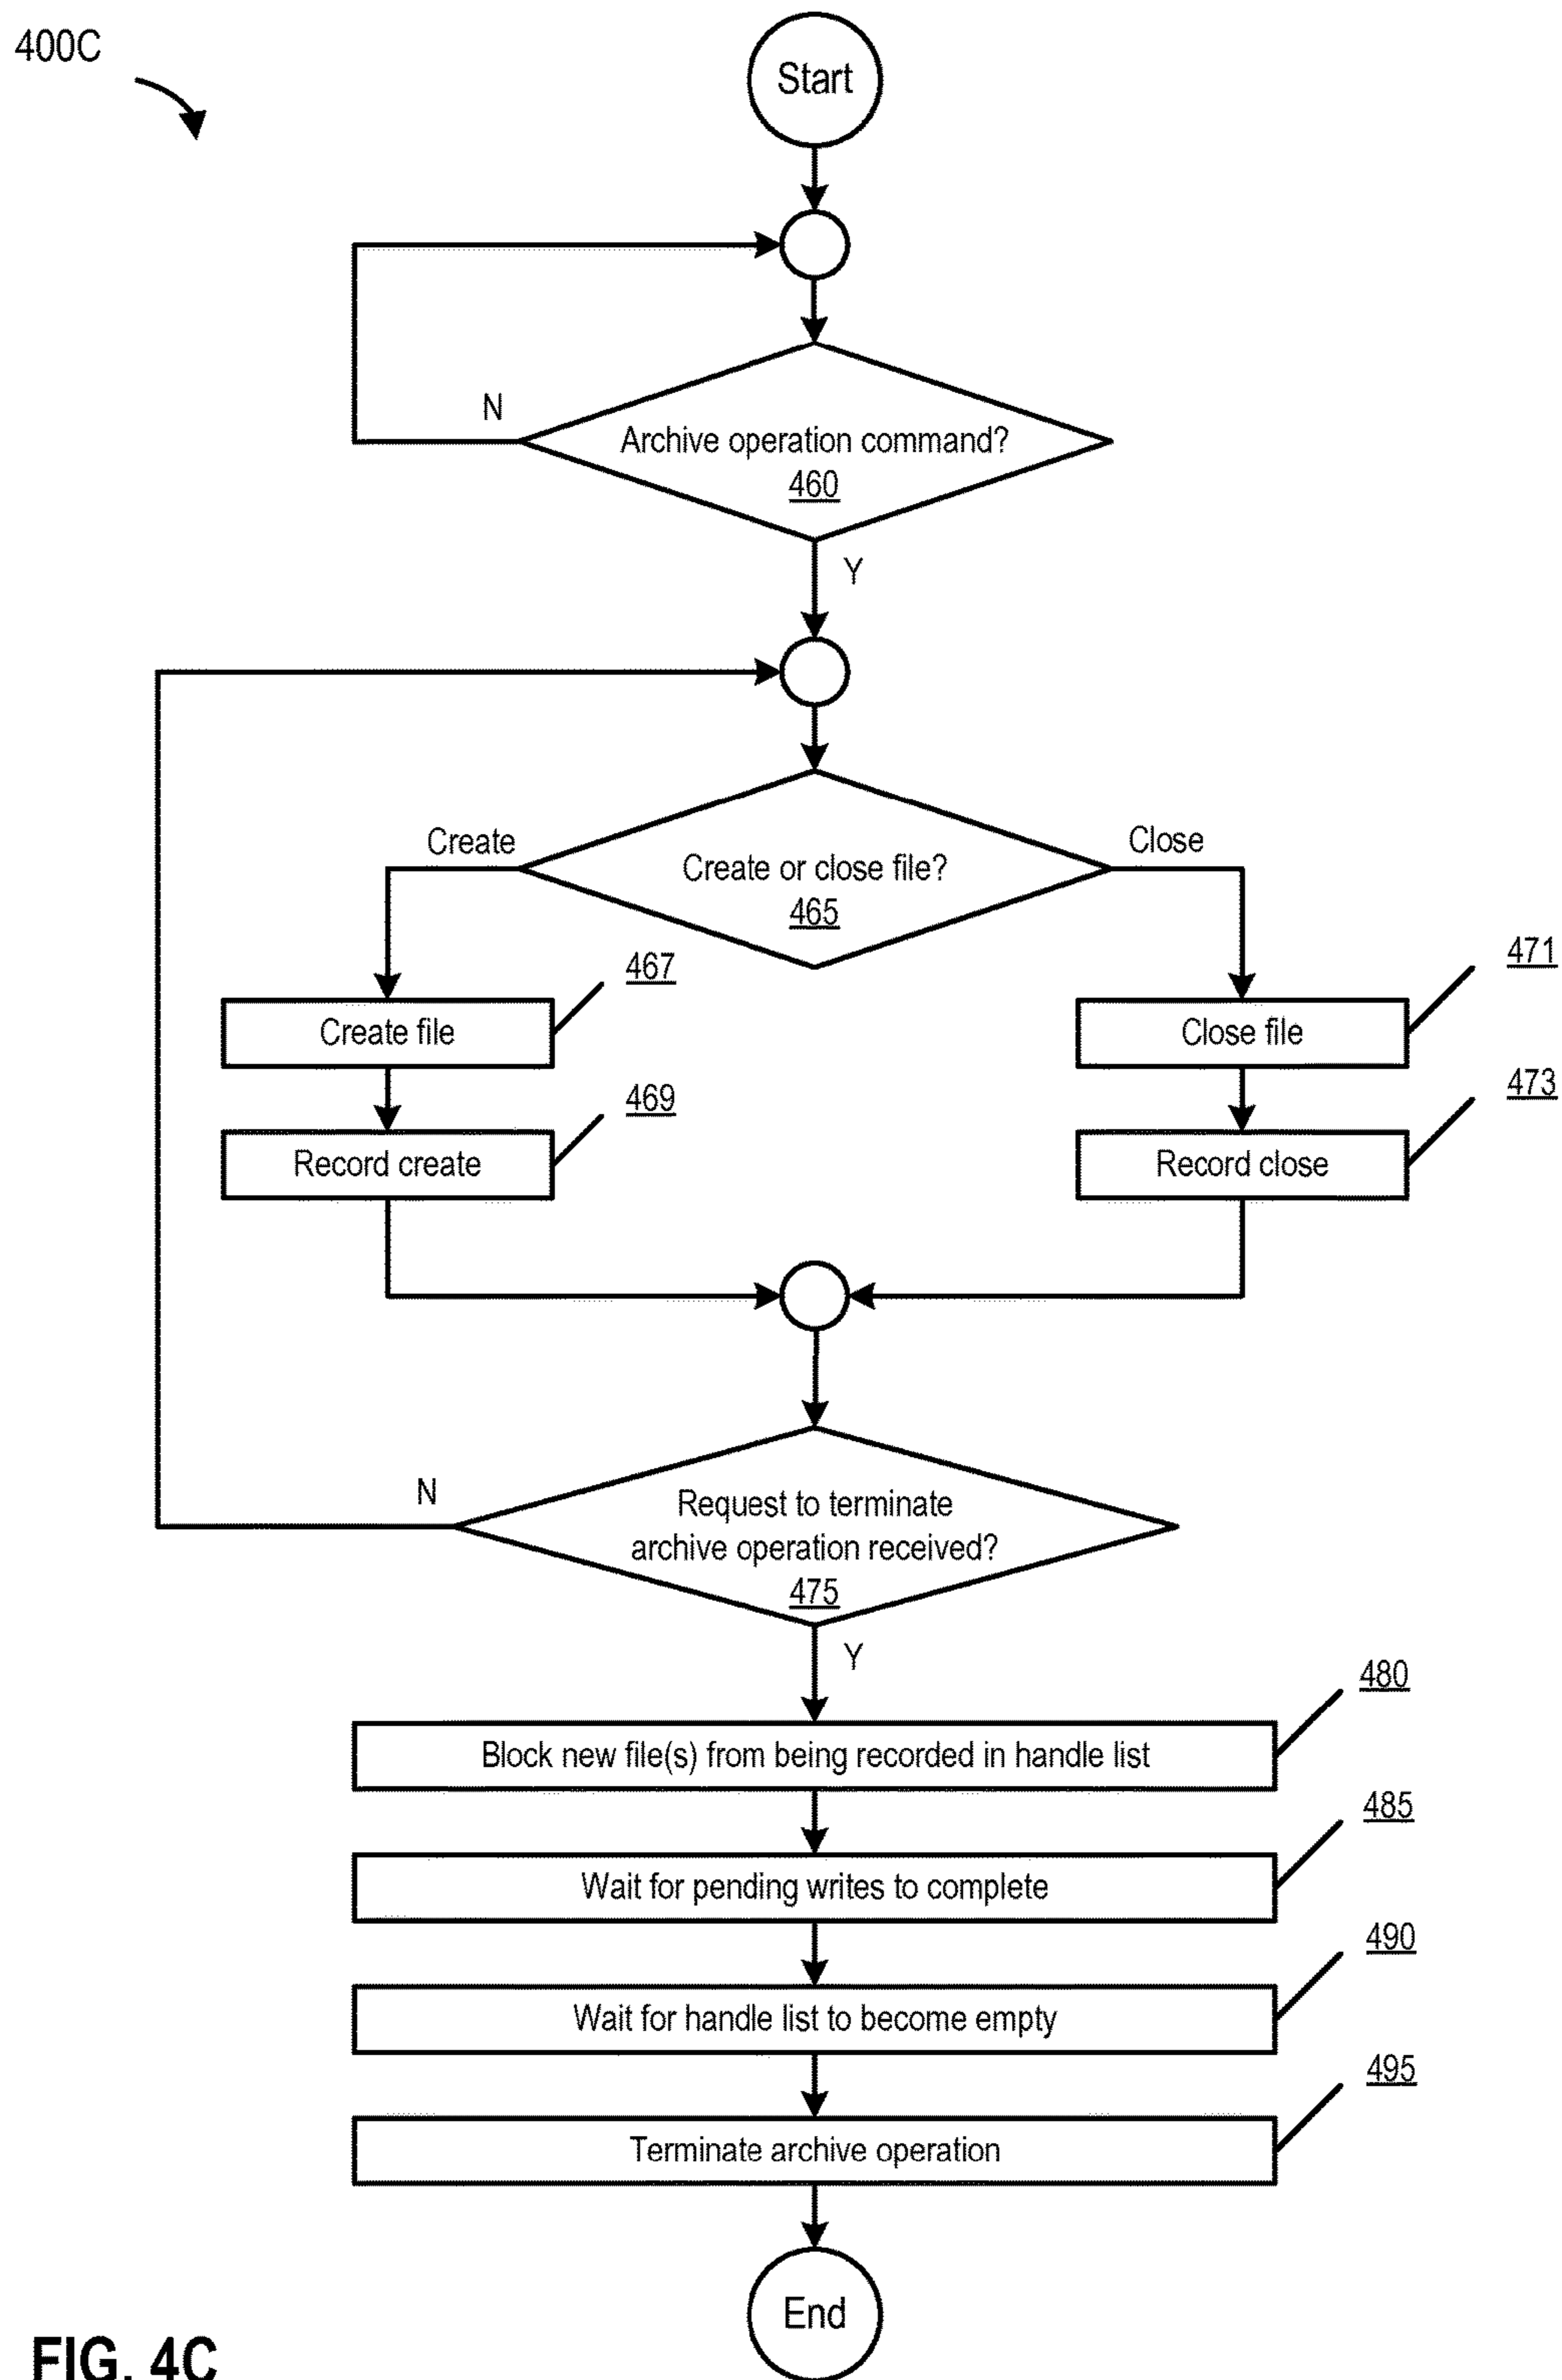 400C
Start
N
Archive operation command?
460
Y
Create
Close
Create or close file?
465
467
471
Create file
Close file
469
473
Record create
Record close
N
Request to terminate
archive operation received?
475
Y
480
Block new file(s) from being recorded in handle list
485
Wait for pending writes to complete
490
Wait for handle list to become empty
495
Terminate archive operation
End
FIG. 4C